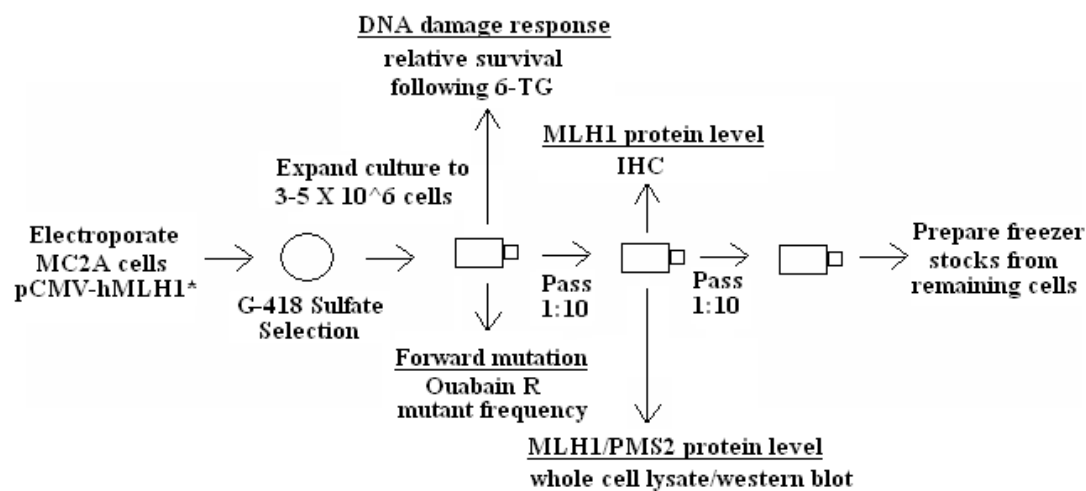 DNA damage response
relative survival
following 6-TG
MLH1 protein level
IHC
Expand culture to
3-5 X 10^6 cells
Electroporate
MC2A cells
pCMV-hMLH1*
G-418 Sulfate
Selection
Pass
1:10
Pass
1:10
Prepare freezer
stocks from
remaining cells
Forward mutation
Ouabain R
mutant frequency
MLH1/PMS2 protein level
whole cell lysate/western blot